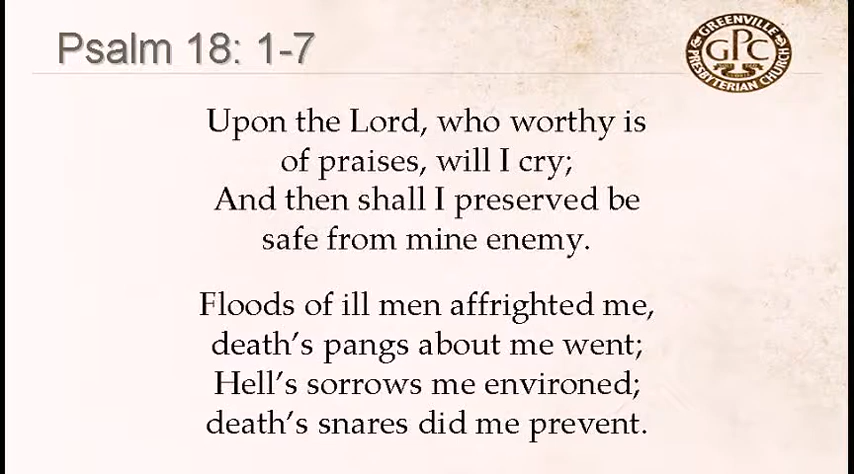 Psalm 18: 1-7
GREENVILLE
GPC
PRESBYTERIAN CHURCH
Upon the Lord, who worthy is
of praises, will I cry;
And then shall I preserved be
safe from mine enemy.
Floods of ill men affrighted me,
death’s pangs about me went;
Hell’s sorrows me environed;
death’s snares did me prevent.